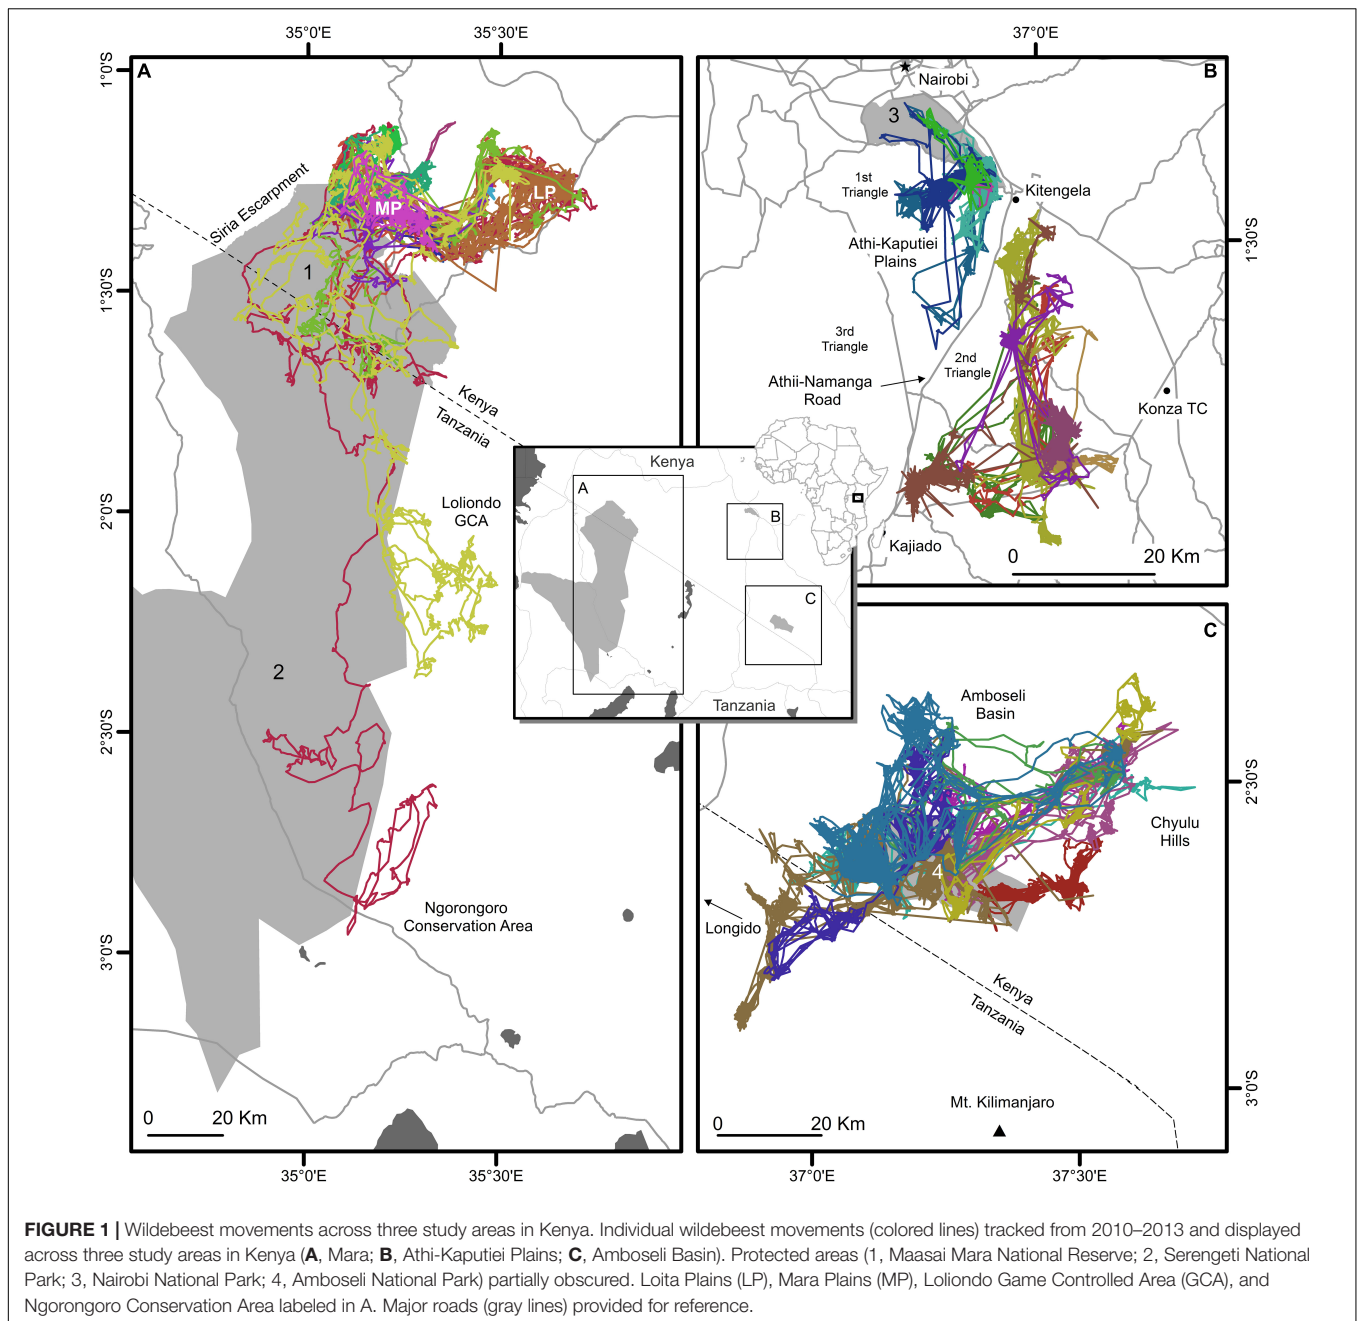 35°0'E
35°30'E
37°0'E
1°0'S
A
Nairobi
B
3
Siria Escarpment
MP
LP
1st
Triangle
Kitengela
Athi-Kaputiei
Plains
1°30'S
1
1°30'S
3rd
Triangle
2nd
Triangle
Athii-Namanga
Road
Konza TC
Kenya
Tanzania
Kenya
A
B
C
Tanzania
2°0'S
Loliondo
GCA
Kajiado
0
20 Km
C
2
Amboseli
Basin
2°30'S
2°30'S
Chyulu
Hills
4
Longido
Ngorongoro
Conservation Area
3°0'S
Kenya
Tanzania
3°0'S
Mt. Kilimanjaro
0
20 Km
0
20 Km
35°0'E
35°30'E
37°0'E
37°30'E
FIGURE 1 | Wildebeest movements across three study areas in Kenya. Individual wildebeest movements (colored lines) tracked from 2010–2013 and displayed
across three study areas in Kenya (A, Mara; B, Athi-Kaputiei Plains; C, Amboseli Basin). Protected areas (1, Maasai Mara National Reserve; 2, Serengeti National
Park; 3, Nairobi National Park; 4, Amboseli National Park) partially obscured. Loita Plains (LP), Mara Plains (MP), Loliondo Game Controlled Area (GCA), and
Ngorongoro Conservation Area labeled in A. Major roads (gray lines) provided for reference.